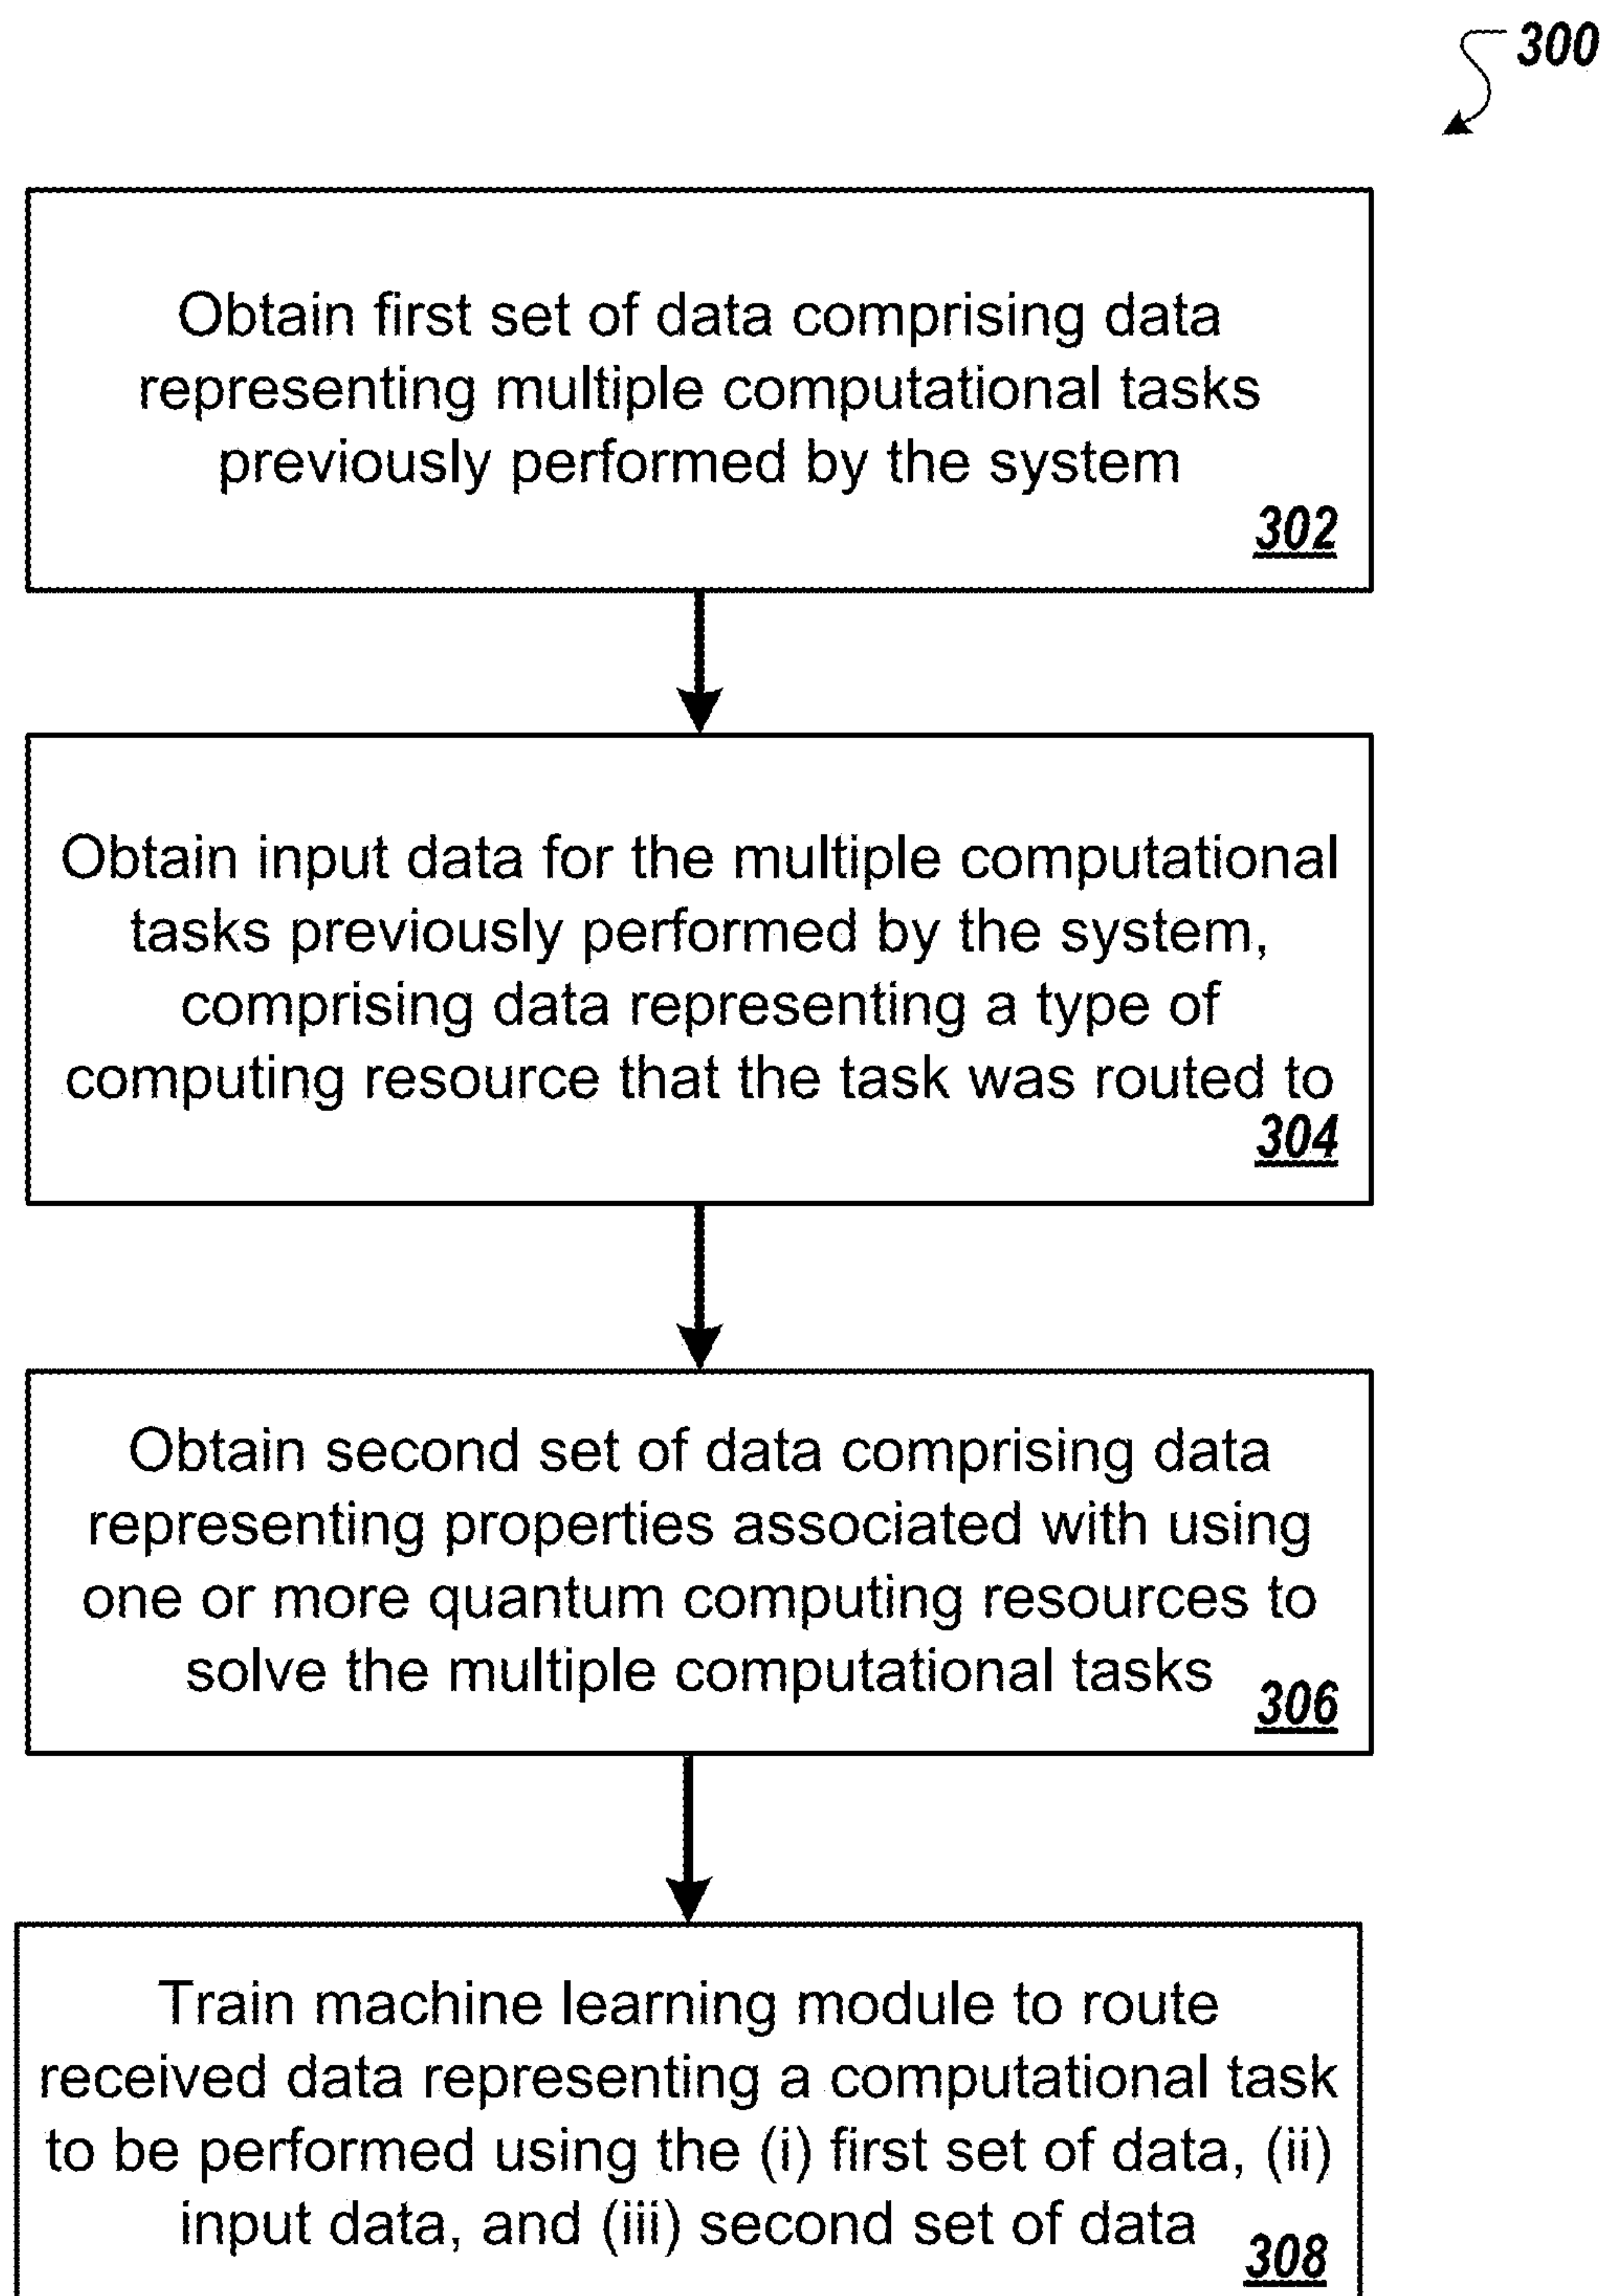 300
Obtain first set of data comprising data
representing multiple computational tasks
previously performed by the system
302
Obtain input data for the multiple computational
tasks previously performed by the system,
comprising data representing a type of
computing resource that the task was routed to
304
Obtain second set of data comprising data
representing properties associated with using
one or more quantum computing resources to
solve the multiple computational tasks
306
Train machine learning module to route
received data representing a computational task
to be performed using the (i) first set of data, (ii)
input data, and (iii) second set of data
308